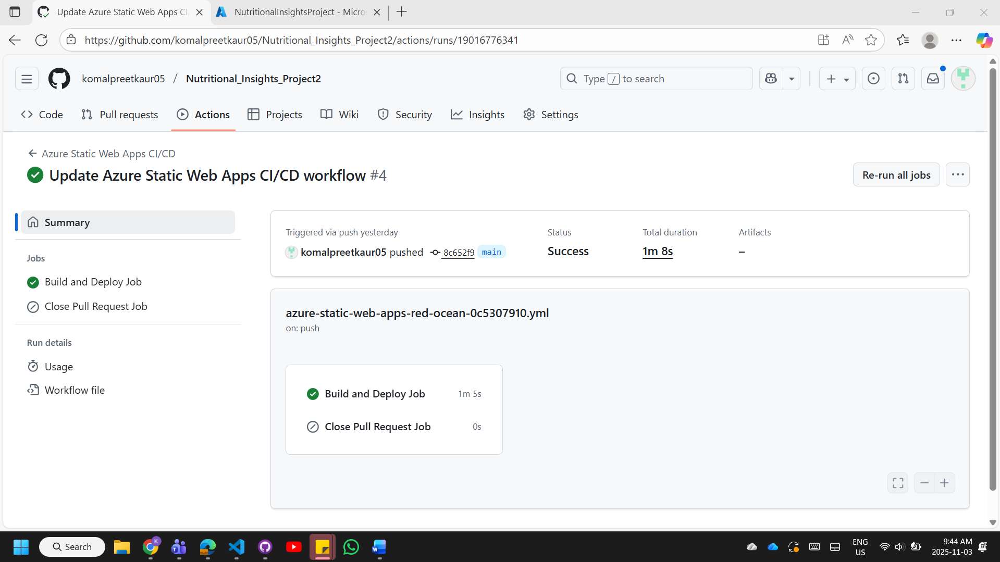 Update Azure Static Web Apps CI/
NutritionalInsightsProject - Micro
https://github.com/komalpreetkaur05/Nutritional_Insights_Project2/actions/runs/19016776341
komalpreetkaur05 / Nutritional_Insights_Project2
Type / to search
Code
Pull requests
Actions
Projects
Wiki
Security
Insights
Settings
Azure Static Web Apps CI/CD
Update Azure Static Web Apps CI/CD workflow #4
Re-run all jobs
Summary
Jobs
Build and Deploy Job
Close Pull Request Job
Run details
Usage
Workflow file
Triggered via push yesterday
komalpreetkaur05 pushed 8c652f9 main
Status
Success
Total duration
1m 8s
Artifacts
–
azure-static-web-apps-red-ocean-0c5307910.yml
on: push
Build and Deploy Job 1m 5s
Close Pull Request Job 0s
Search
K
T
W
ENG
US
9:44 AM
2025-11-03